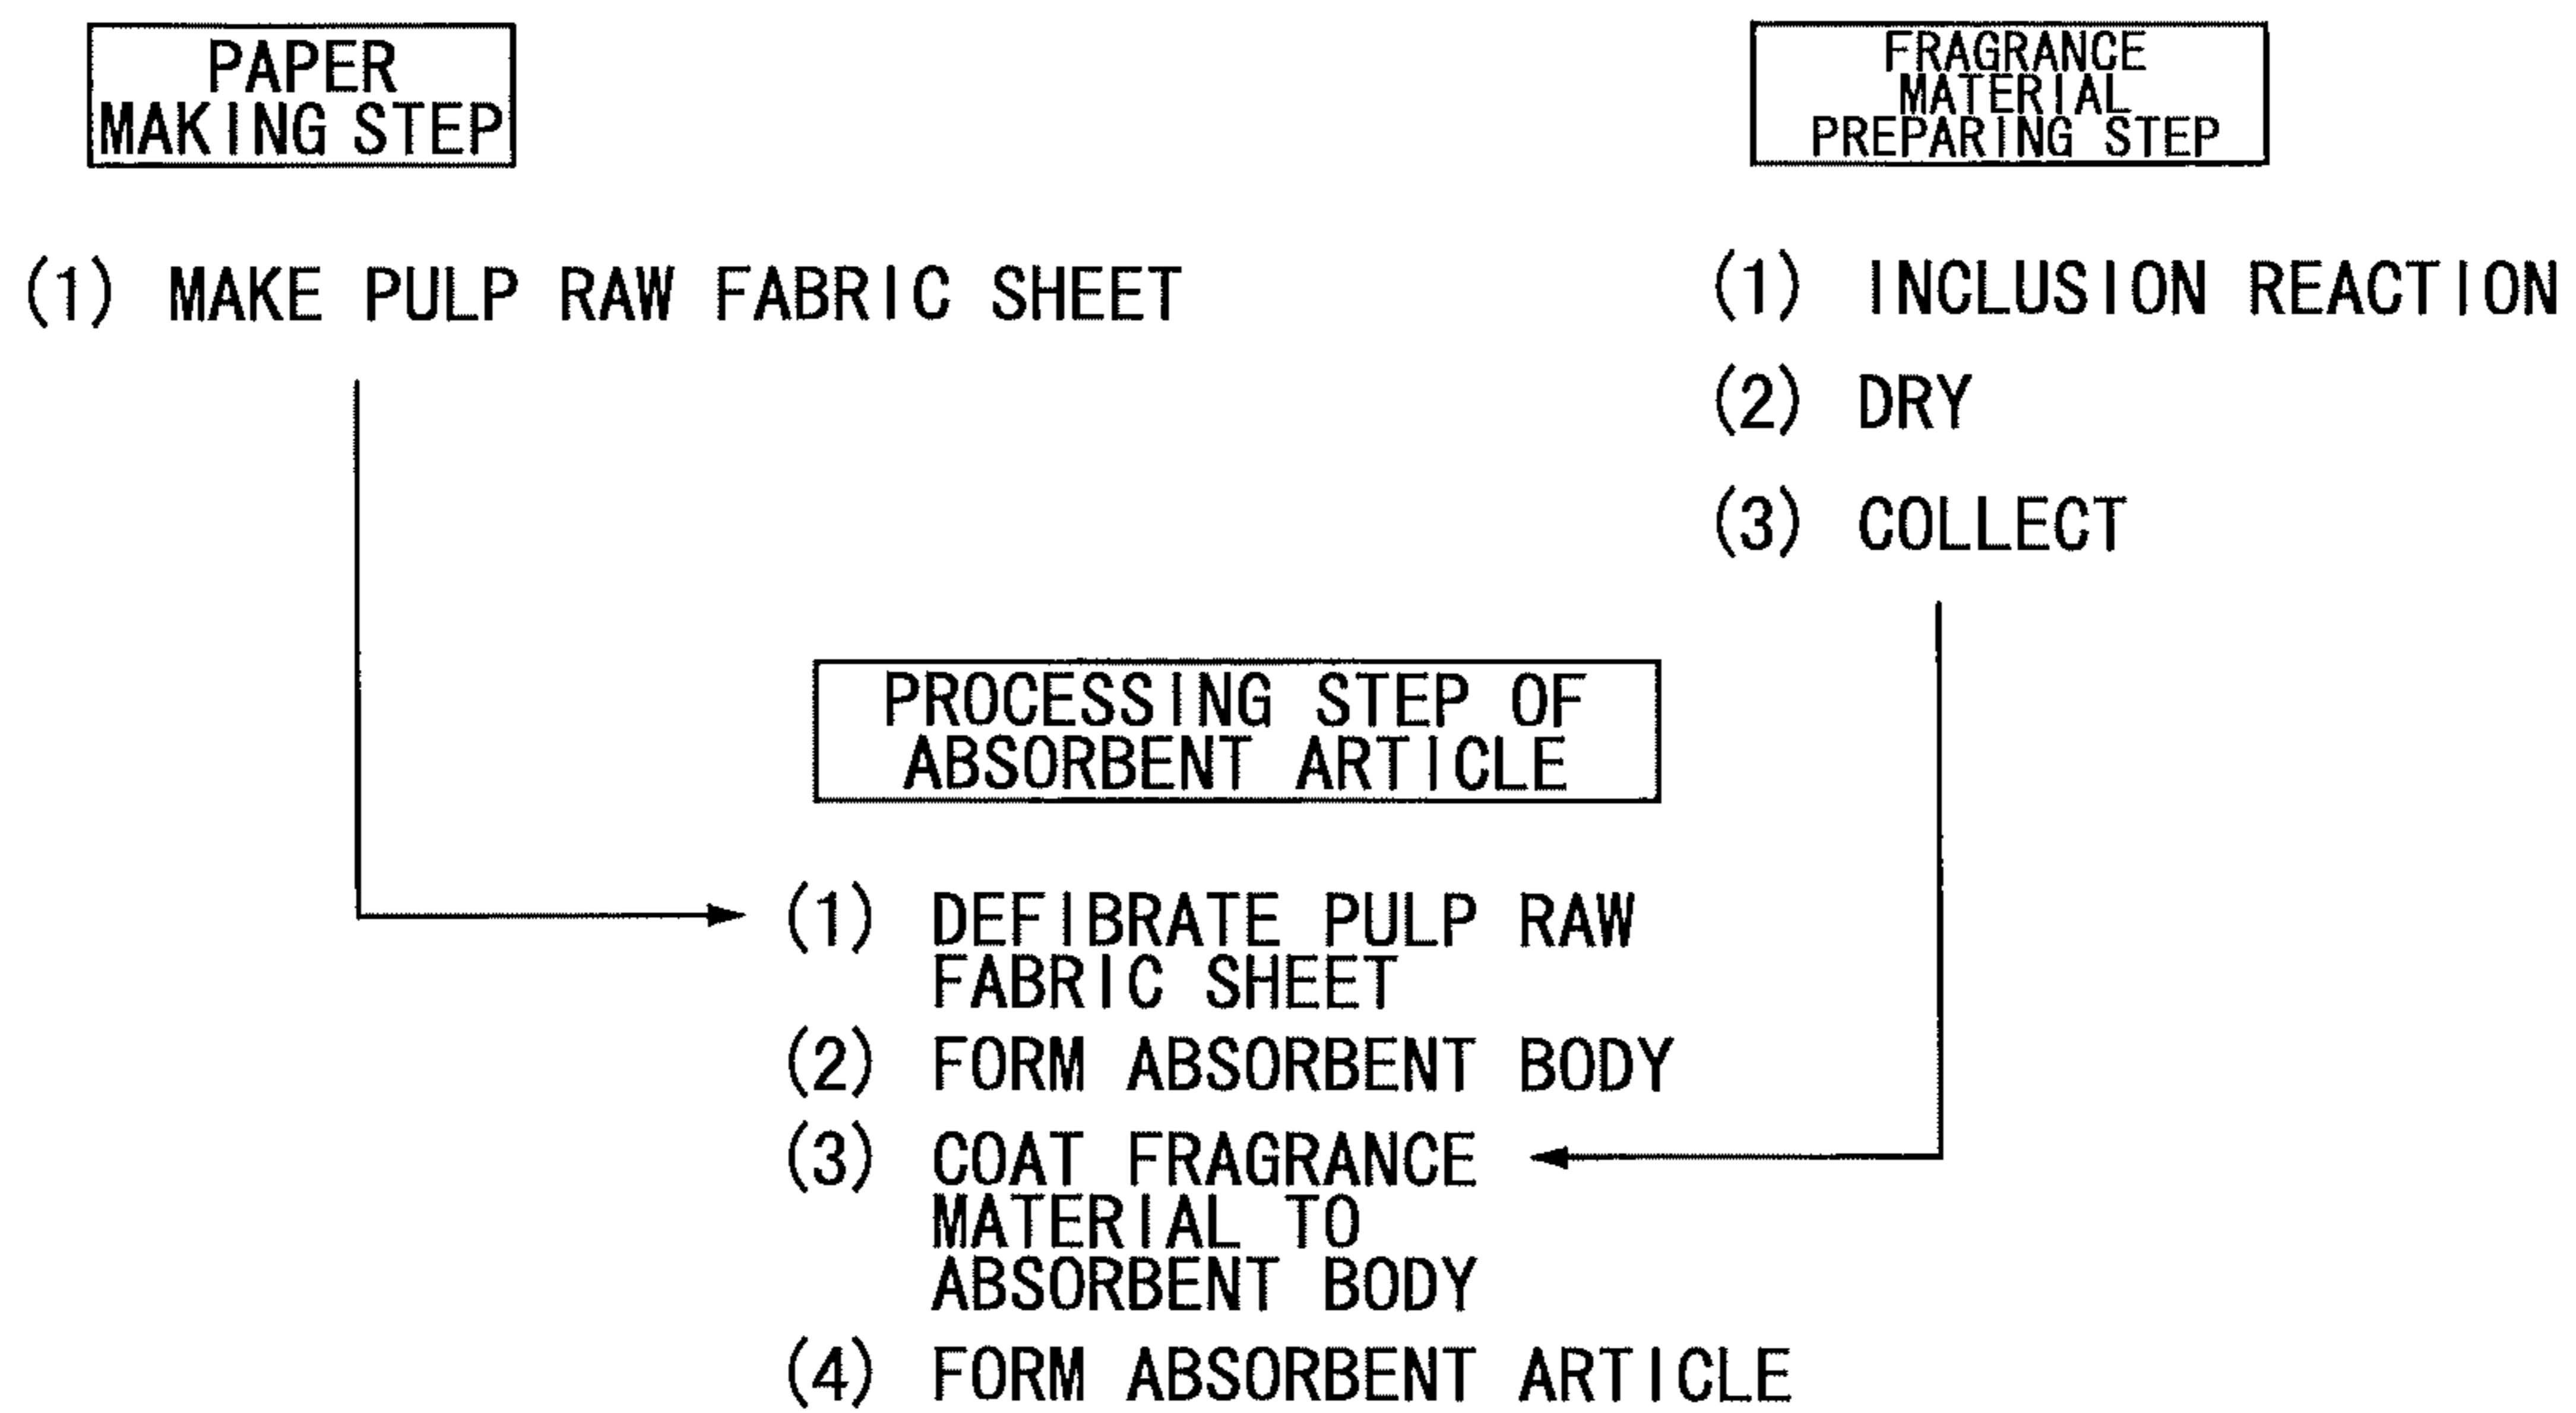 PAPER
MAKING STEP
(1) MAKE PULP RAW FABRIC SHEET
FRAGRANCE
MATERIAL
PREPARING STEP
(1) INCLUSION REACTION
(2) DRY
(3) COLLECT
PROCESSING STEP OF
ABSORBENT ARTICLE
(1) DEFIBRATE PULP RAW
FABRIC SHEET
(2) FORM ABSORBENT BODY
(3) COAT FRAGRANCE
MATERIAL TO
ABSORBENT BODY
(4) FORM ABSORBENT ARTICLE